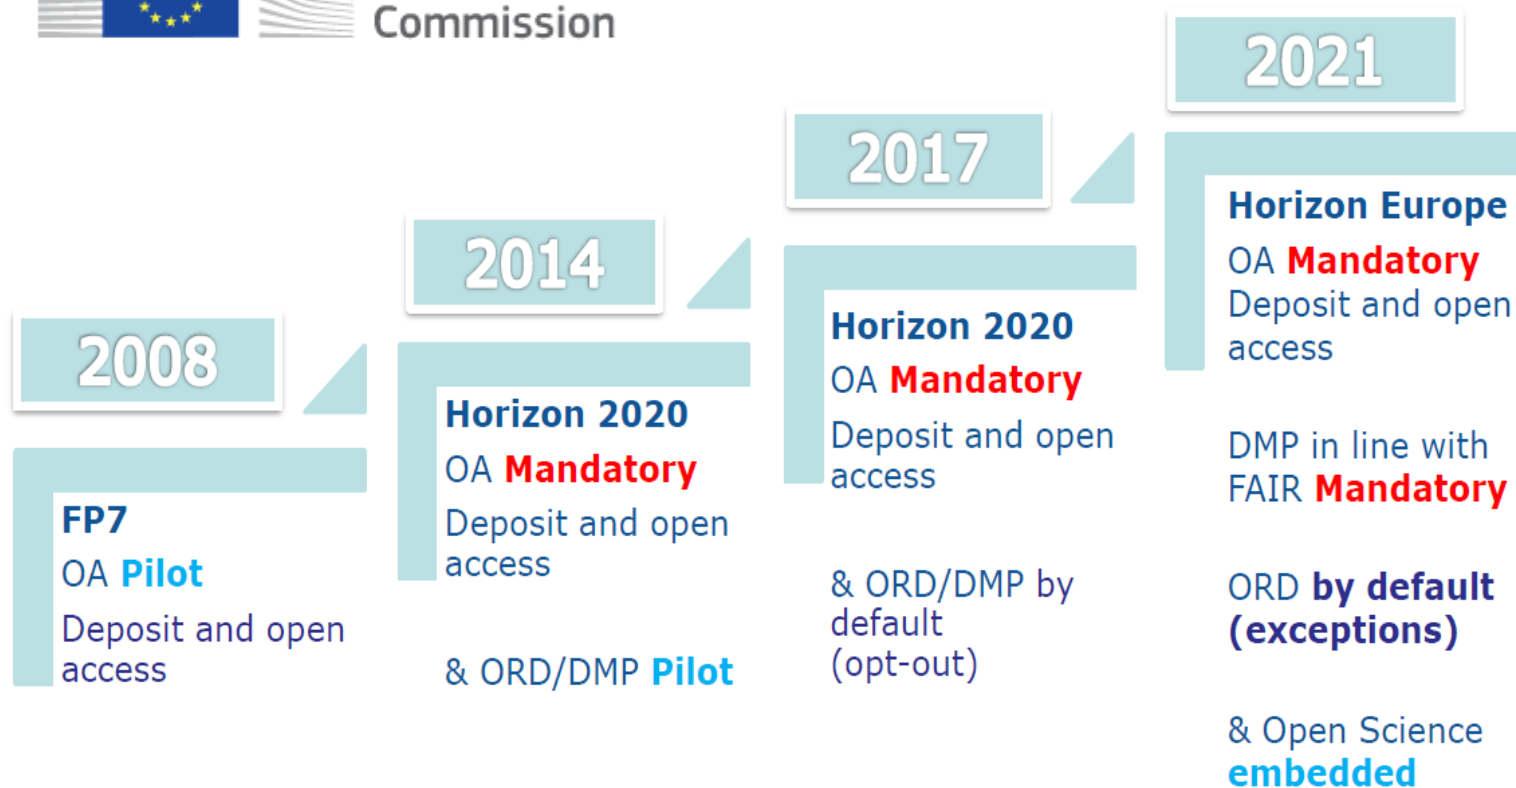 Commission
2008
FP7
OA Pilot
Deposit and open
access
2014
Horizon 2020
OA Mandatory
Deposit and open
access
& ORD/DMP Pilot
2017
Horizon 2020
OA Mandatory
Deposit and open
access
& ORD/DMP by
default
(opt-out)
2021
Horizon Europe
OA Mandatory
Deposit and open
access
DMP in line with
FAIR Mandatory
ORD by default
(exceptions)
& Open Science
embedded